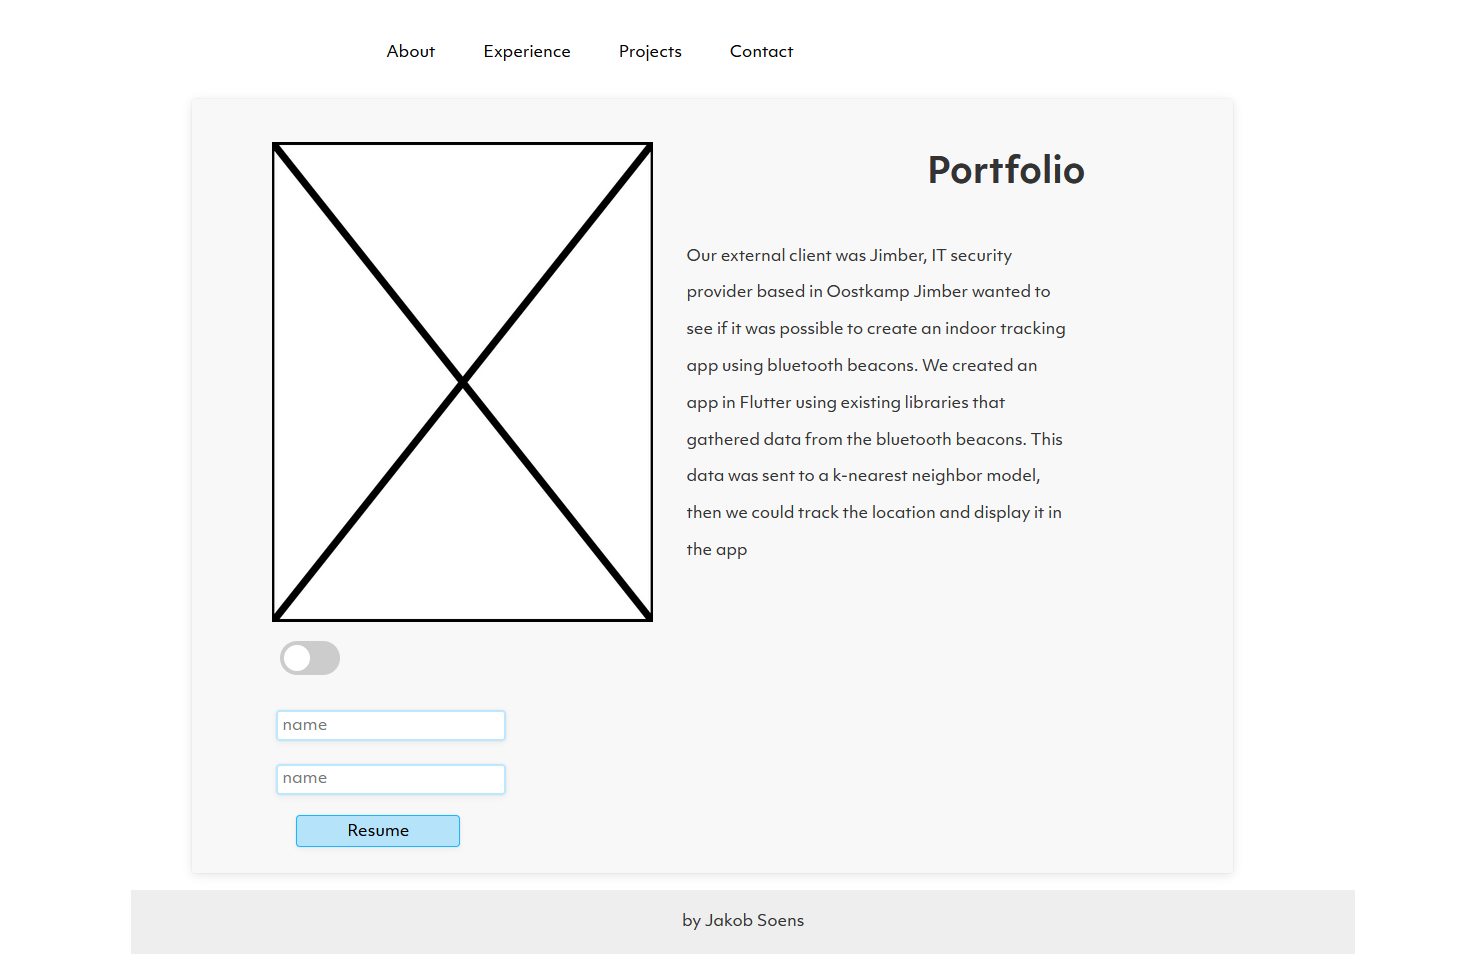 About Experience Projects Contact
Portfolio
Our external client was Jimber, IT security
provider based in Oostkamp Jimber wanted to
see if it was possible to create an indoor tracking
app using bluetooth beacons. We created an
app in Flutter using existing libraries that
gathered data from the bluetooth beacons. This
data was sent to a k-nearest neighbor model,
then we could track the location and display it in
the app
name
name
Resume
by Jakob Soens